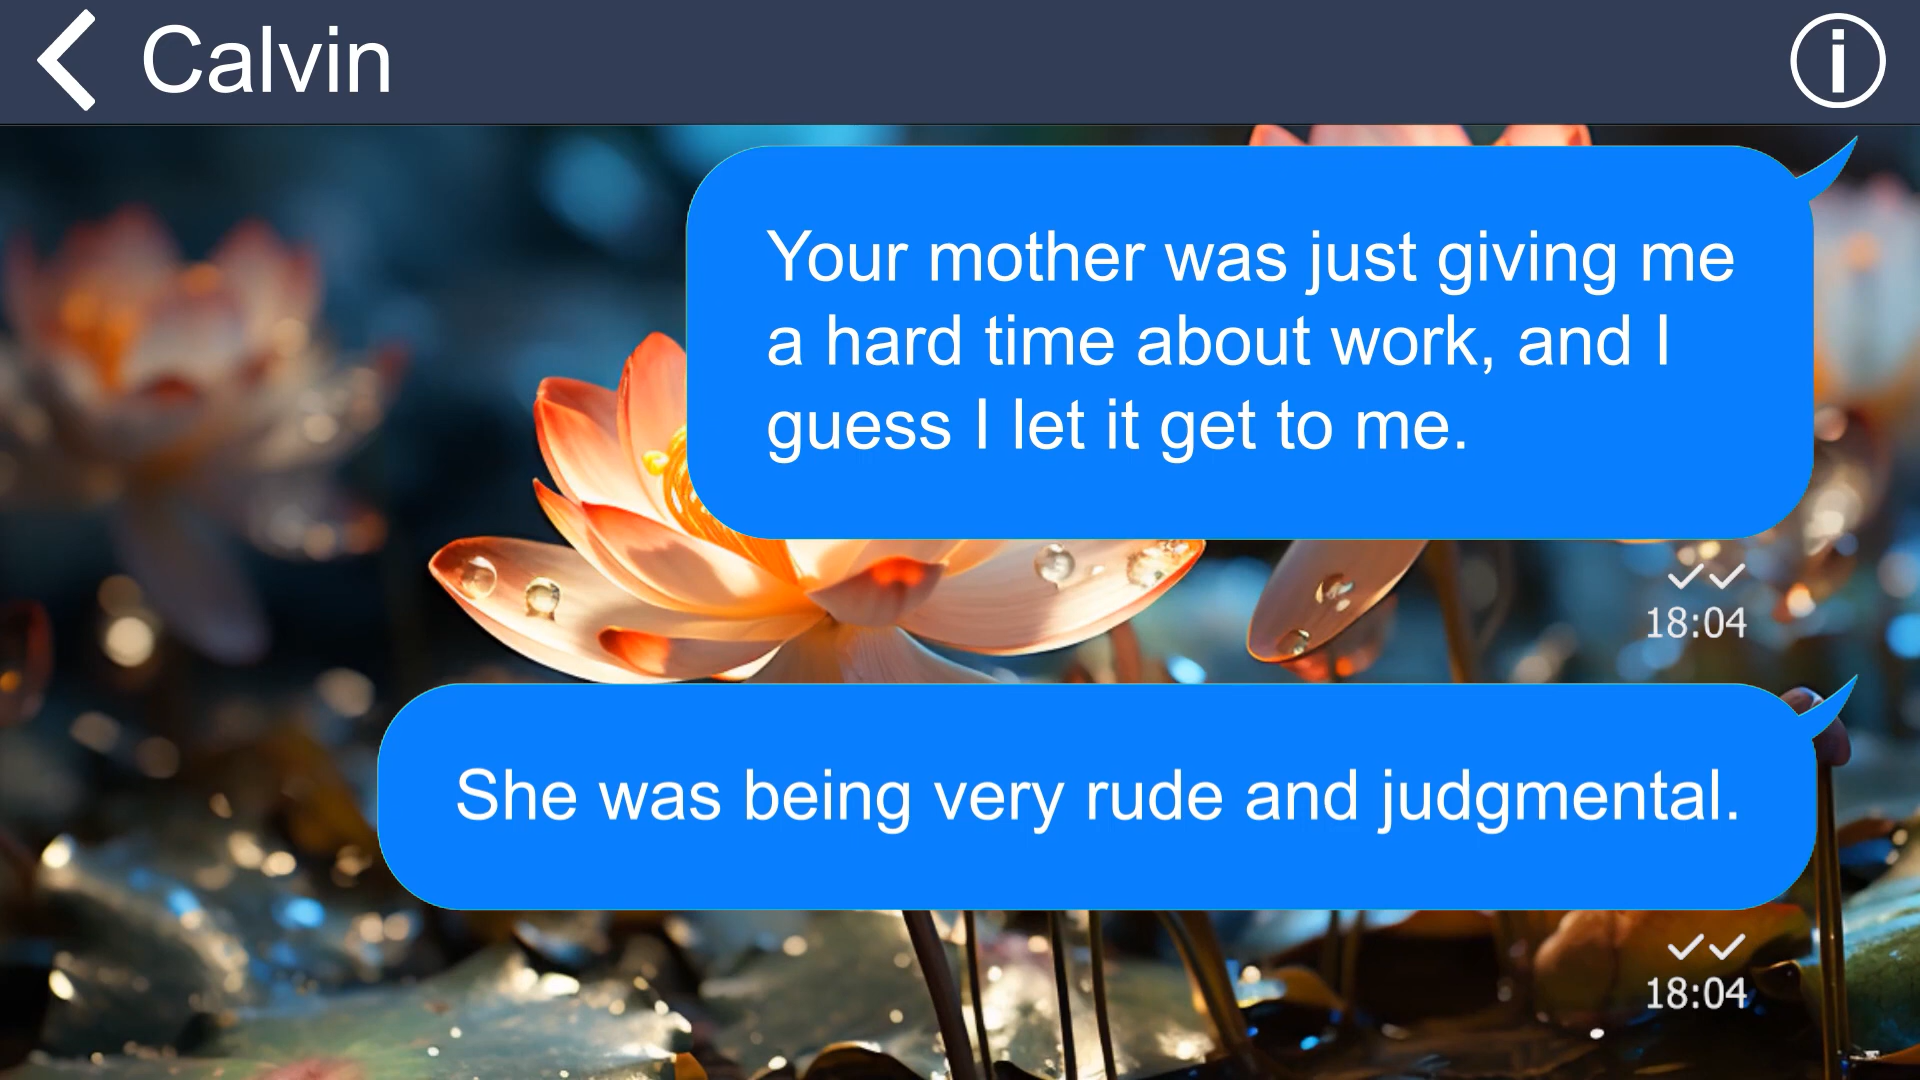 Calvin
Your mother was just giving me
a hard time about work, and I
guess I let it get to me.
18:04
She was being very rude and judgmental.
18:04